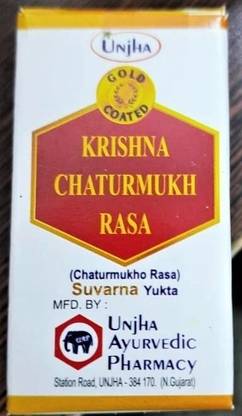 UNJHA
GOLD
COATED
KRISHNA
CHATURMUKH
RASA
(Chaturmukho Rasa)
Suvarna Yukta
MFD. BY :
UNJHA
AYURVEDIC
PHARMACY
Station Road, UNJHA - 384 170. (N.Gujarat)